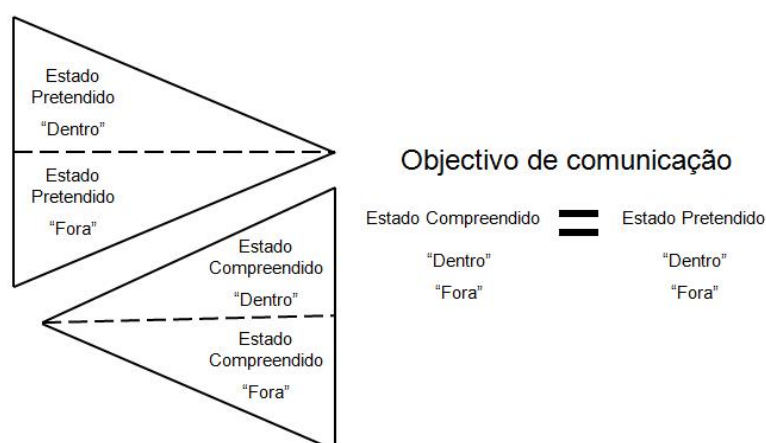 Estado
Pretendido
“Dentro”
Estado
Pretendido
“Fora”
Estado
Compreendido
“Dentro”
Estado
Compreendido
“Fora”
Objectivo de comunicação
Estado Compreendido = Estado Pretendido
“Dentro” “Dentro”
“Fora” “Fora”